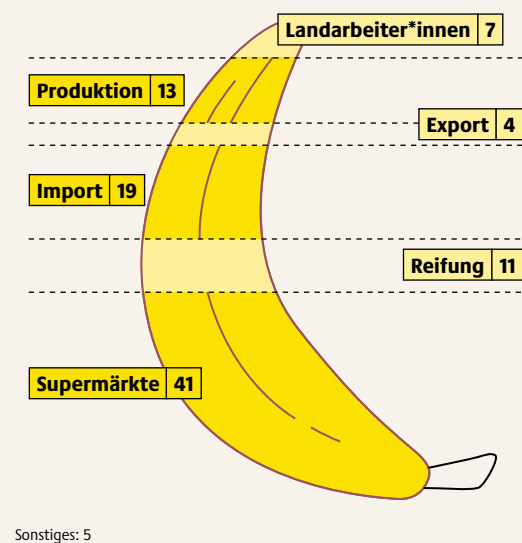 Landarbeiter*innen 7
Produktion 13
Export 4
Import 19
Reifung 11
Supermärkte 41
Sonstiges: 5